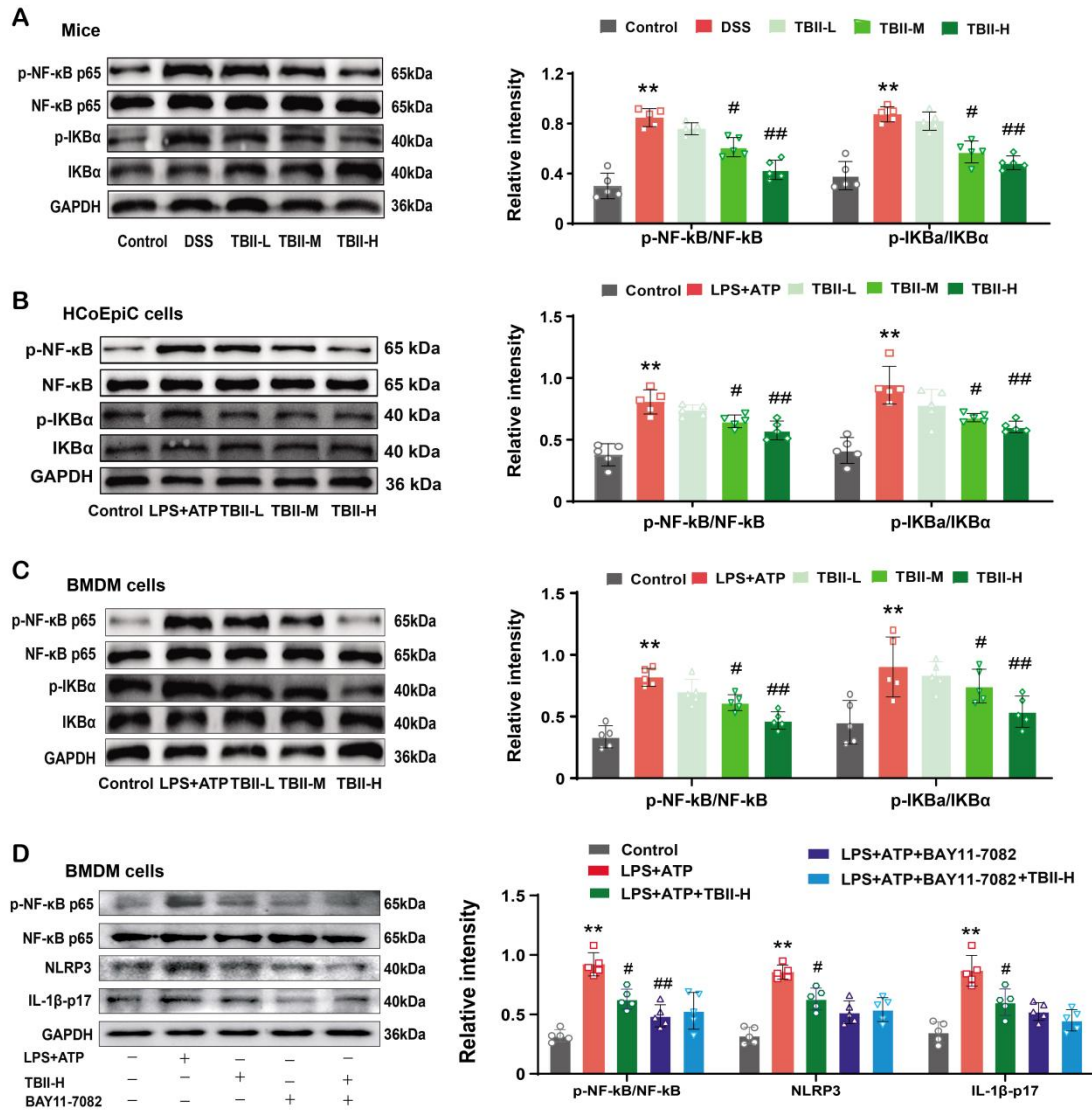 A
Mice
p-NF-κB p65 65kDa
NF-κB p65 65kDa
p-IKBα 40kDa
IKBα 40kDa
GAPDH 36kDa
Control DSS TBII-L TBII-M TBII-H
Control DSS TBII-L TBII-M TBII-H
Relative intensity
1.2
0.8
0.4
0
** # ## ** # ##
p-NF-kB/NF-kB p-IKBa/IKBα
B
HCoEpiC cells
p-NF-κB 65 kDa
NF-κB 65 kDa
p-IKBα 40 kDa
IKBα 40 kDa
GAPDH 36 kDa
Control LPS+ATP TBII-L TBII-M TBII-H
Control LPS+ATP TBII-L TBII-M TBII-H
Relative intensity
1.5
1.0
0.5
0
** # ## ** # ##
p-NF-kB/NF-kB p-IKBa/IKBα
C
BMDM cells
p-NF-κB p65 65kDa
NF-κB p65 65kDa
p-IKBα 40kDa
IKBα 40kDa
GAPDH 36kDa
Control LPS+ATP TBII-L TBII-M TBII-H
Control LPS+ATP TBII-L TBII-M TBII-H
Relative intensity
1.5
1.0
0.5
0
** # ## ** # ##
p-NF-kB/NF-kB p-IKBa/IKBα
D
BMDM cells
p-NF-κB p65 65kDa
NF-κB p65 65kDa
NLRP3 40kDa
IL-1β-p17 40kDa
GAPDH 36kDa
LPS+ATP − + − − −
TBII-H − − + − +
BAY11-7082 − − − + +
Control
LPS+ATP
LPS+ATP+TBII-H
LPS+ATP+BAY11-7082
LPS+ATP+BAY11-7082+TBII-H
Relative intensity
1.5
1.0
0.5
0
** # ## ** # ** #
p-NF-kB/NF-kB NLRP3 IL-1β-p17